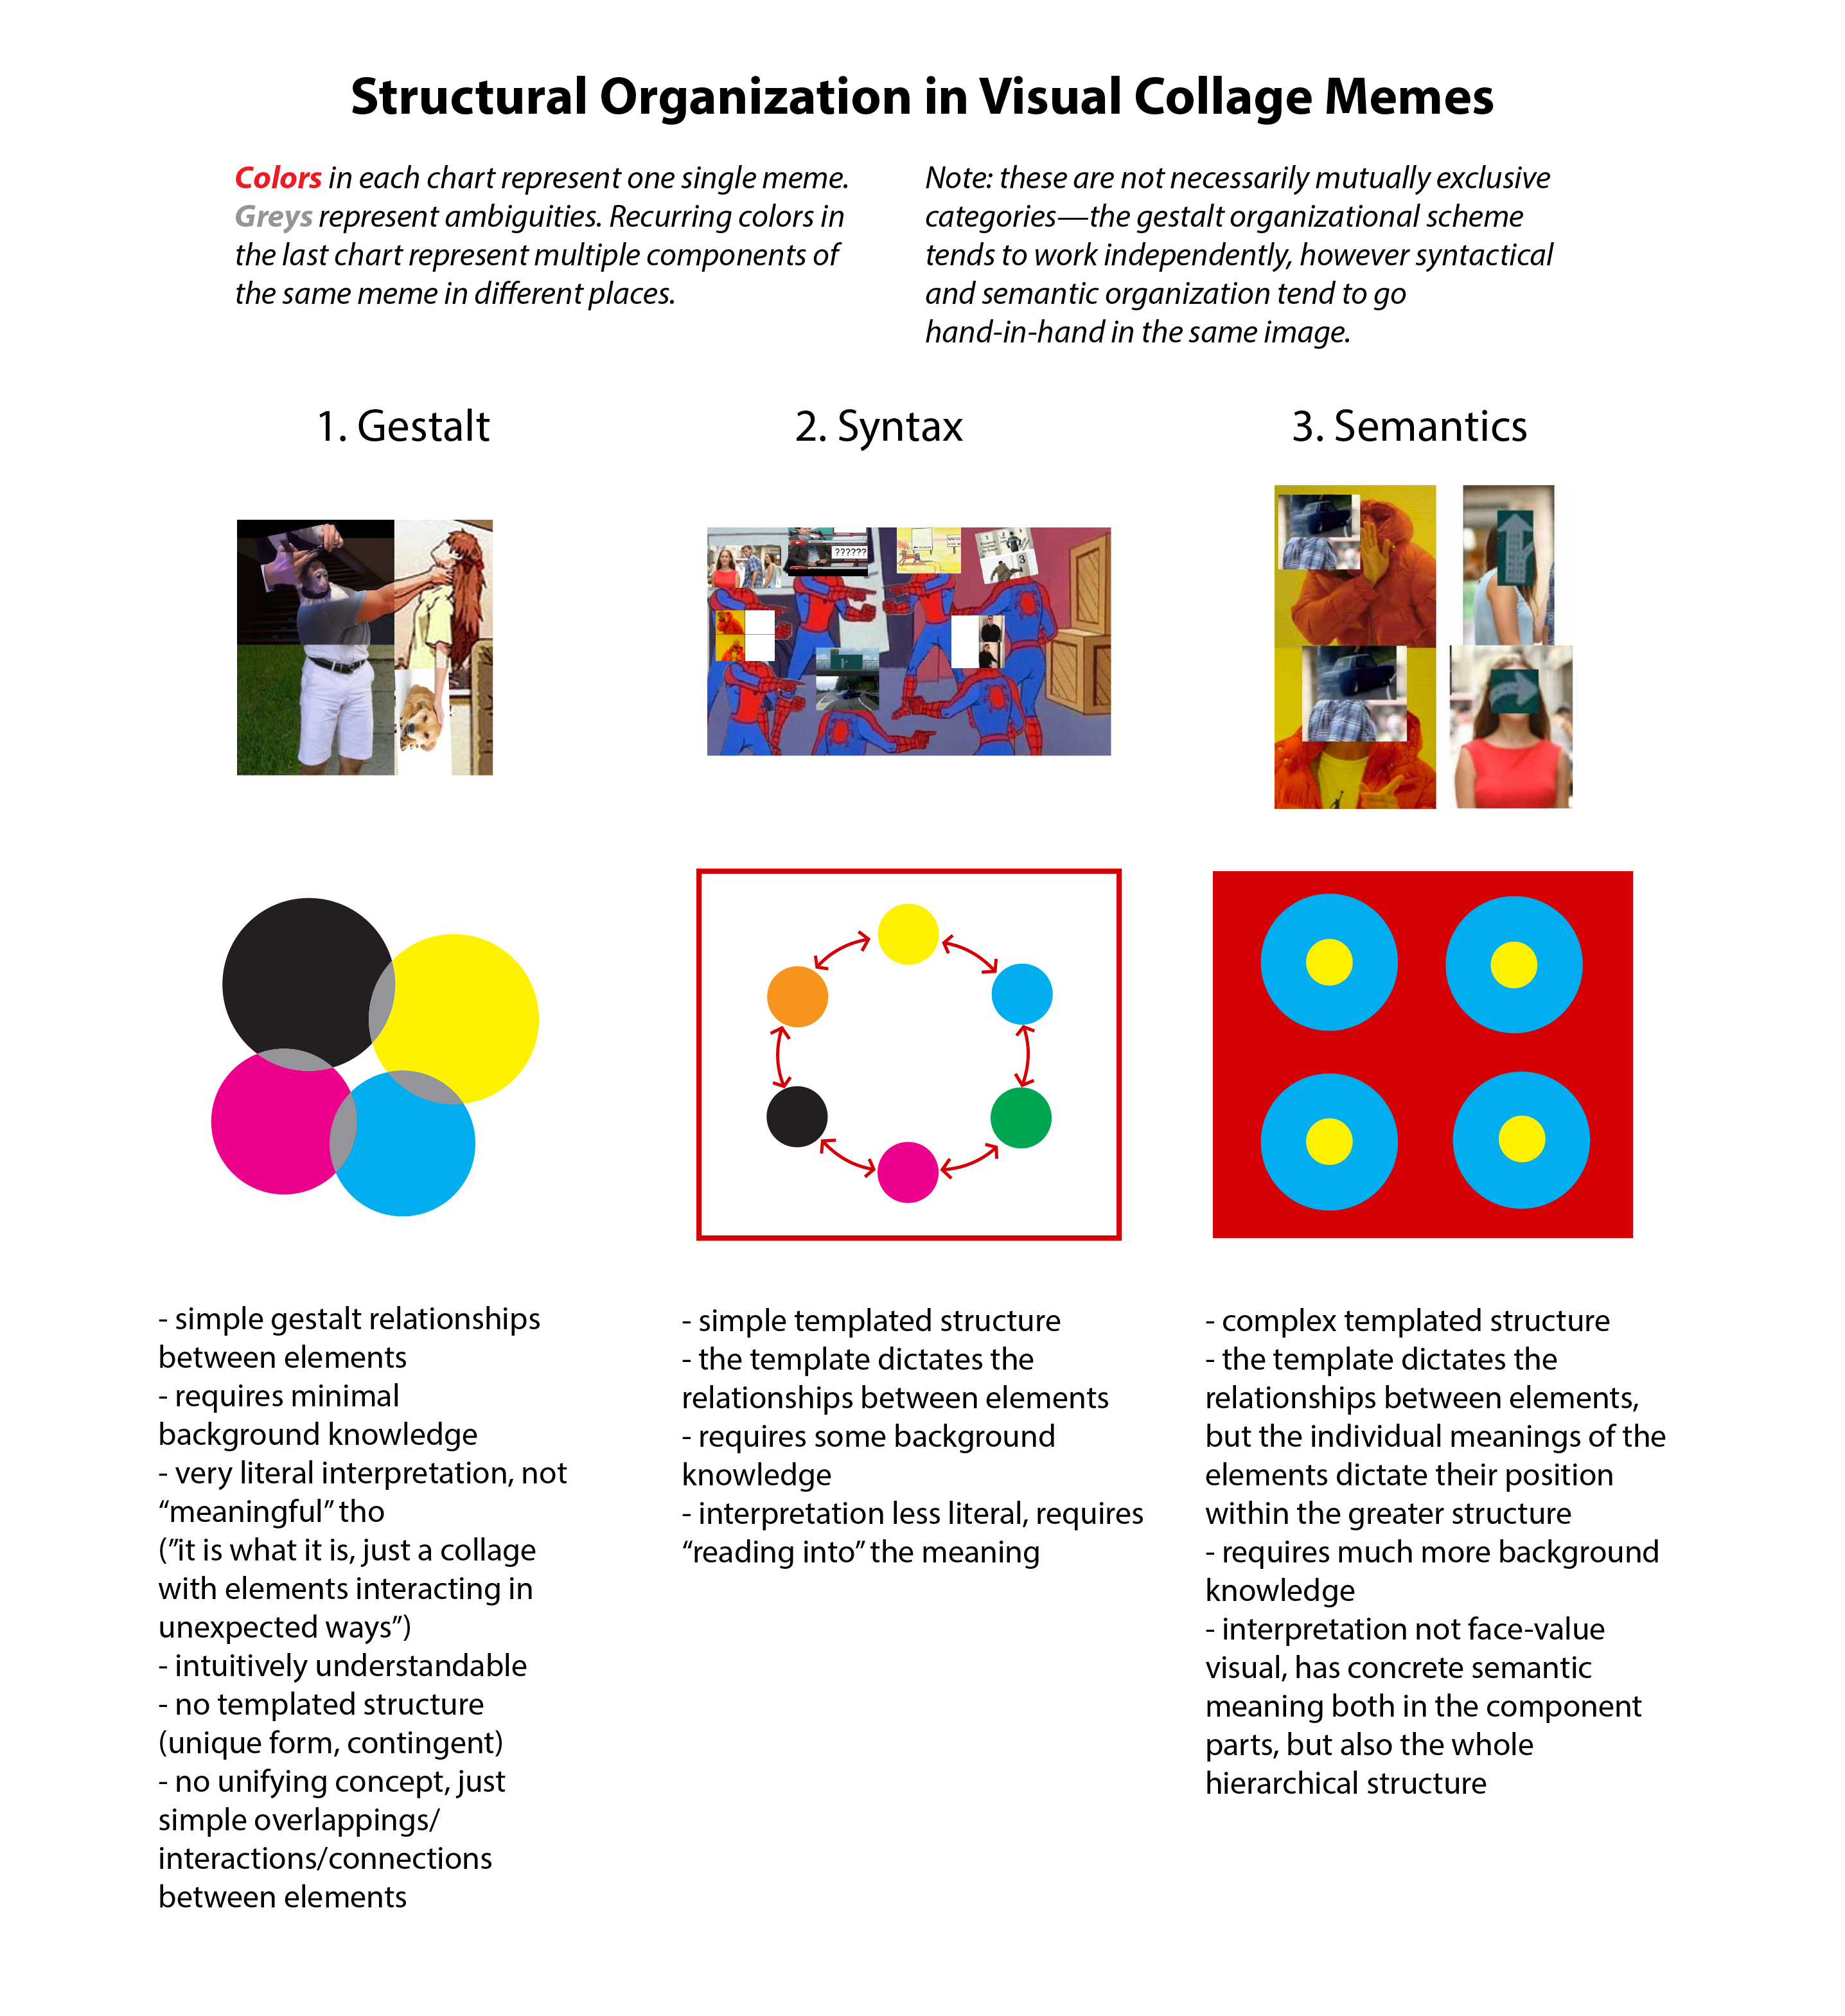 Structural Organization in Visual Collage Memes
Colors in each chart represent one single meme.
Greys represent ambiguities. Recurring colors in
the last chart represent multiple components of
the same meme in different places.
Note: these are not necessarily mutually exclusive
categories—the gestalt organizational scheme
tends to work independently, however syntactical
and semantic organization tend to go
hand-in-hand in the same image.
1. Gestalt
2. Syntax
3. Semantics
??????
1
3
- simple gestalt relationships
between elements
- requires minimal
background knowledge
- very literal interpretation, not
“meaningful” tho
(”it is what it is, just a collage
with elements interacting in
unexpected ways”)
- intuitively understandable
- no templated structure
(unique form, contingent)
- no unifying concept, just
simple overlappings/
interactions/connections
between elements
- simple templated structure
- the template dictates the
relationships between elements
- requires some background
knowledge
- interpretation less literal, requires
“reading into” the meaning
- complex templated structure
- the template dictates the
relationships between elements,
but the individual meanings of the
elements dictate their position
within the greater structure
- requires much more background
knowledge
- interpretation not face-value
visual, has concrete semantic
meaning both in the component
parts, but also the whole
hierarchical structure